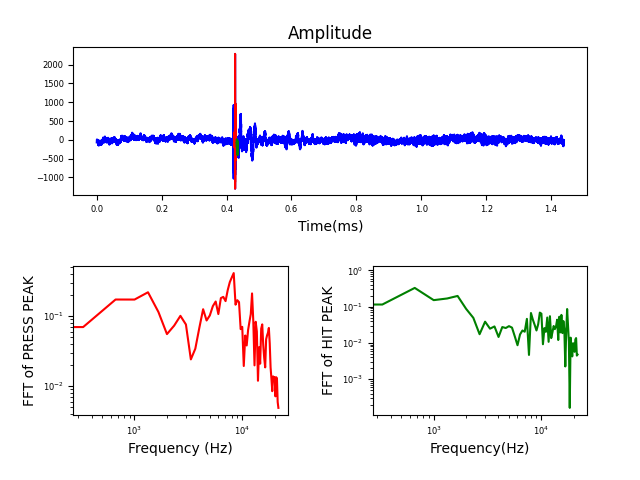 Amplitude
2000
1500
1000
500
0
−500
−1000
0.0 0.2 0.4 0.6 0.8 1.0 1.2 1.4
Time(ms)
FFT of PRESS PEAK
10⁻¹
10⁻²
10³ 10⁴
Frequency (Hz)
FFT of HIT PEAK
10⁰
10⁻¹
10⁻²
10⁻³
10³ 10⁴
Frequency(Hz)